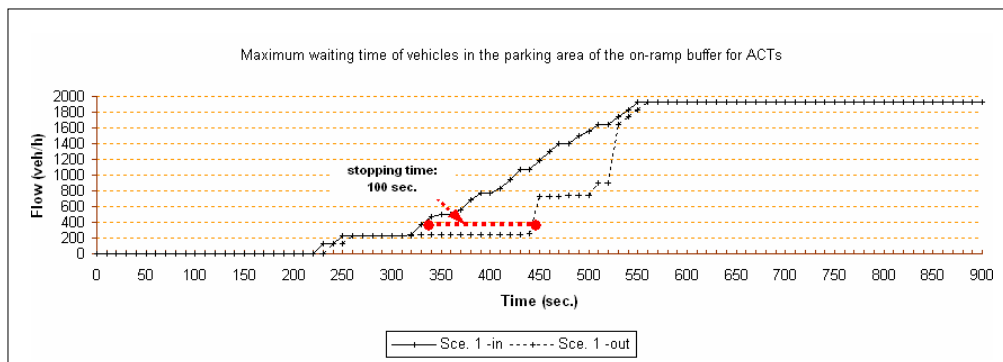 Maximum waiting time of vehicles in the parking area of the on-ramp buffer for ACTs
2000
1800
1600
1400
1200
1000
800
600
400
200
0
Flow (veh/h)
stopping time:
100 sec.
0 50 100 150 200 250 300 350 400 450 500 550 600 650 700 750 800 850 900
Time (sec.)
Sce. 1 -in Sce. 1 -out